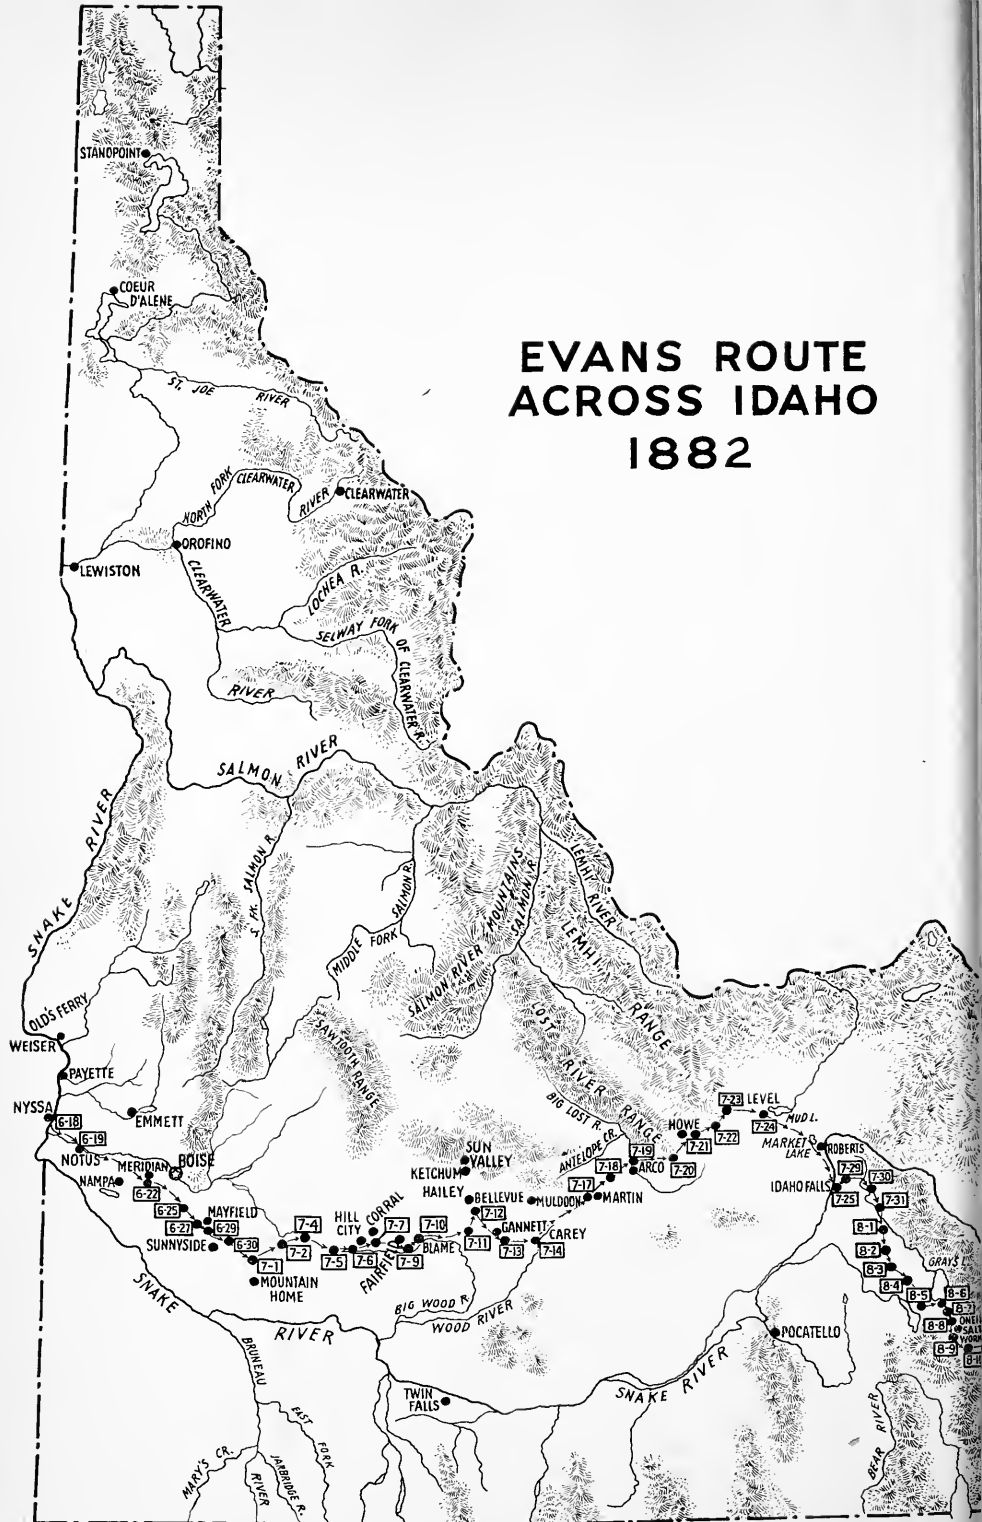 STANDPOINT
COEUR
D'ALENE
EVANS ROUTE
ACROSS IDAHO
1882
ST. JOE RIVER
NORTH FORK CLEARWATER RIVER
CLEARWATER
OROFINO
LEWISTON
CLEARWATER
LOCHEA R.
SELWAY FORK OF CLEARWATER R.
RIVER
SALMON RIVER
SNAKE RIVER
S. FK. SALMON R.
MIDDLE FORK SALMON R.
SALMON RIVER MOUNTAINS
SALMON R.
LEMHI RIVER
LEMHI RANGE
LOST RIVER RANGE
SAWTOOTH RANGE
OLD'S FERRY
WEISER
PAYETTE
NYSSA
6-18
EMMETT
6-19
NOTUS
MERIDIAN
BOISE
NAMPA
6-22
6-25
MAYFIELD
6-27
6-29
SUNNYSIDE
6-30
7-1
MOUNTAIN
HOME
7-2
7-4
7-5
HILL
CITY
7-6
CORRAL
FAIRFIELD
7-7
7-9
7-10
BLAME
SUN
VALLEY
KETCHUM
HAILEY
BELLEVUE
7-11
7-12
GANNETT
7-13
CAREY
7-14
MULDOON
MARTIN
7-17
7-18
ANTELOPE CR.
BIG LOST R.
7-19
ARCO
7-20
HOWE
7-21
7-22
7-23
LEVEL
7-24
MUD L.
MARKET
LAKE
ROBERTS
IDAHO FALLS
7-25
7-29
7-30
7-31
8-1
8-2
8-3
8-4
GRAYS L
8-5
8-6
8-7
8-8
8-9
BIG WOOD R.
WOOD RIVER
SNAKE RIVER
POCATELLO
TWIN
FALLS
SNAKE RIVER
BRUNEAU
EAST FORK
MARY'S CR.
RIVER
JARBRIDGE R.
BEAR RIVER